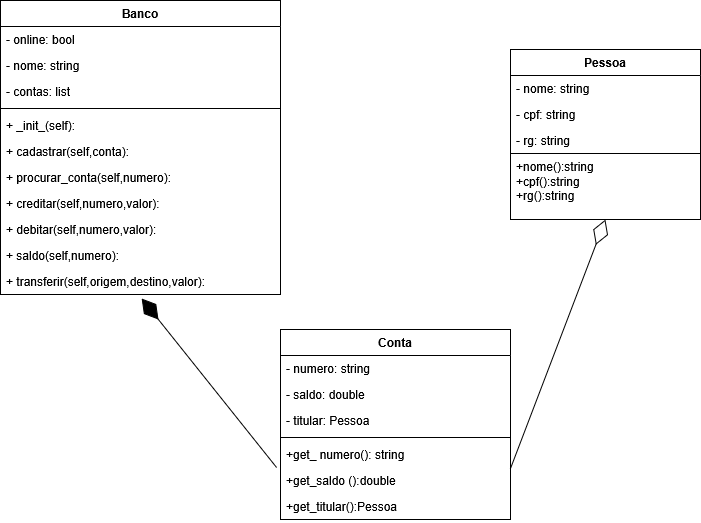 Banco
- online: bool
- nome: string
- contas: list
+ _init_(self):
+ cadastrar(self,conta):
+ procurar_conta(self,numero):
+ creditar(self,numero,valor):
+ debitar(self,numero,valor):
+ saldo(self,numero):
+ transferir(self,origem,destino,valor):
Pessoa
- nome: string
- cpf: string
- rg: string
+nome():string
+cpf():string
+rg():string
Conta
- numero: string
- saldo: double
- titular: Pessoa
+get_ numero(): string
+get_saldo ():double
+get_titular():Pessoa